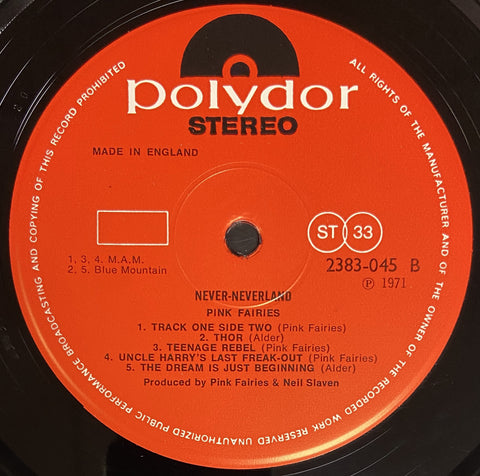 polydor
STEREO
MADE IN ENGLAND
ST 33
2383-045 B
Ⓟ 1971
1, 3, 4. M.A.M.
2, 5. Blue Mountain
NEVER-NEVERLAND
PINK FAIRIES
1. TRACK ONE SIDE TWO (Pink Fairies)
2. THOR (Alder)
3. TEENAGE REBEL (Pink Fairies)
4. UNCLE HARRY'S LAST FREAK-OUT (Pink Fairies)
5. THE DREAM IS JUST BEGINNING (Alder)
Produced by Pink Fairies & Neil Slaven
ALL RIGHTS OF THE MANUFACTURER AND OF THE OWNER OF THE RECORDED WORK RESERVED UNAUTHORIZED PUBLIC PERFORMANCE BROADCASTING AND COPYING OF THIS RECORD PROHIBITED